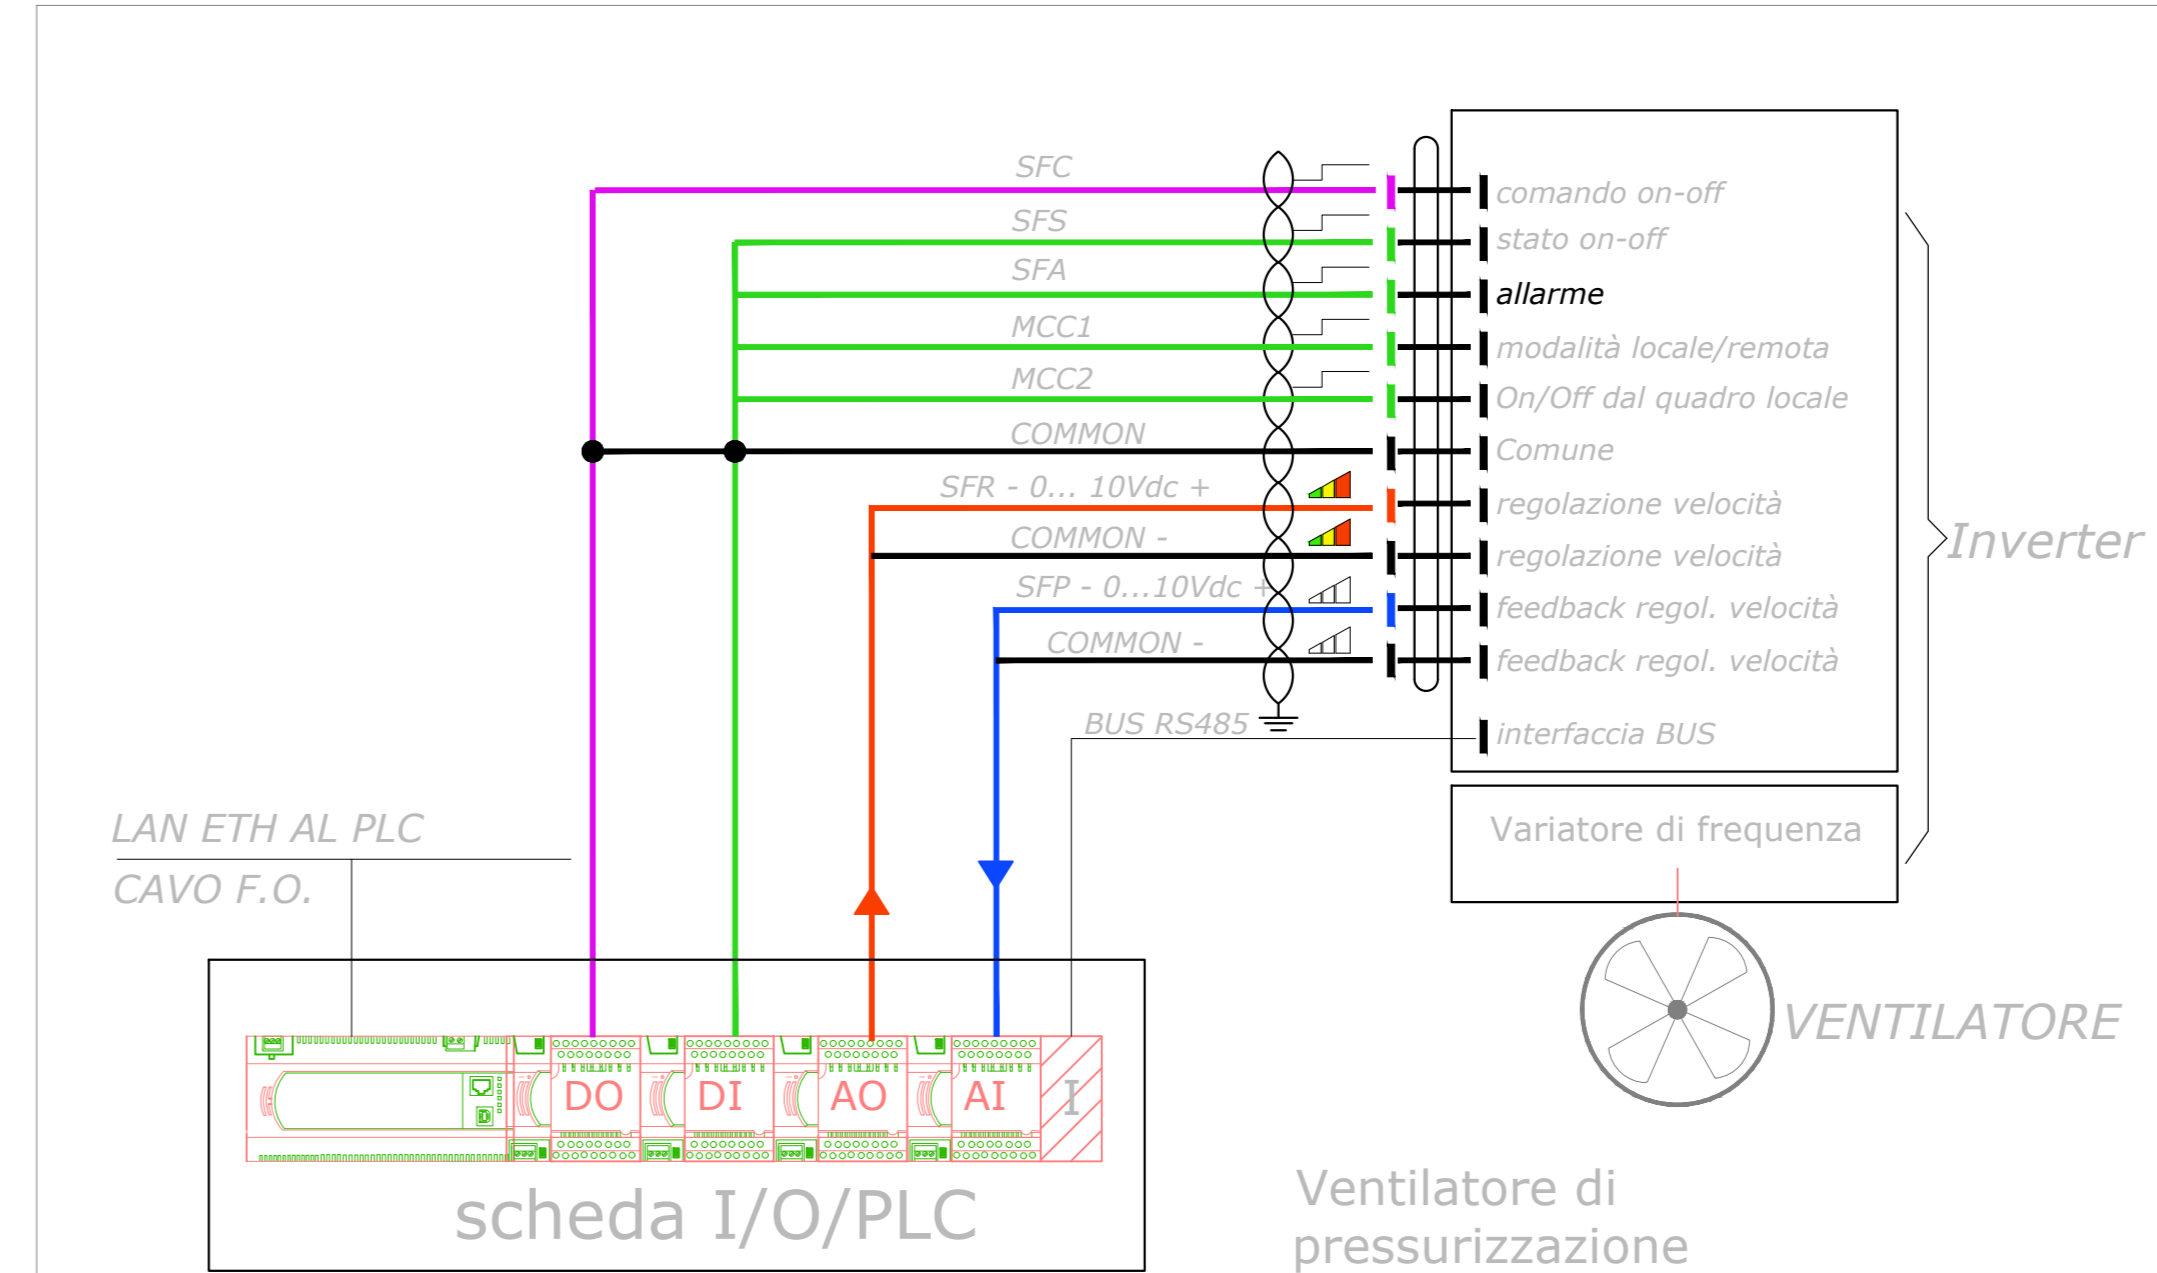 SFC
comando on-off
SFS
stato on-off
SFA
allarme
MCC1
modalità locale/remota
MCC2
On/Off dal quadro locale
COMMON
Comune
SFR - 0... 10Vdc +
regolazione velocità
COMMON -
regolazione velocità
Inverter
SFP - 0...10Vdc +
feedback regol. velocità
COMMON -
feedback regol. velocità
BUS RS485
interfaccia BUS
LAN ETH AL PLC
CAVO F.O.
Variatore di frequenza
VENTILATORE
DO
DI
AO
AI
I
scheda I/O/PLC
Ventilatore di
pressurizzazione